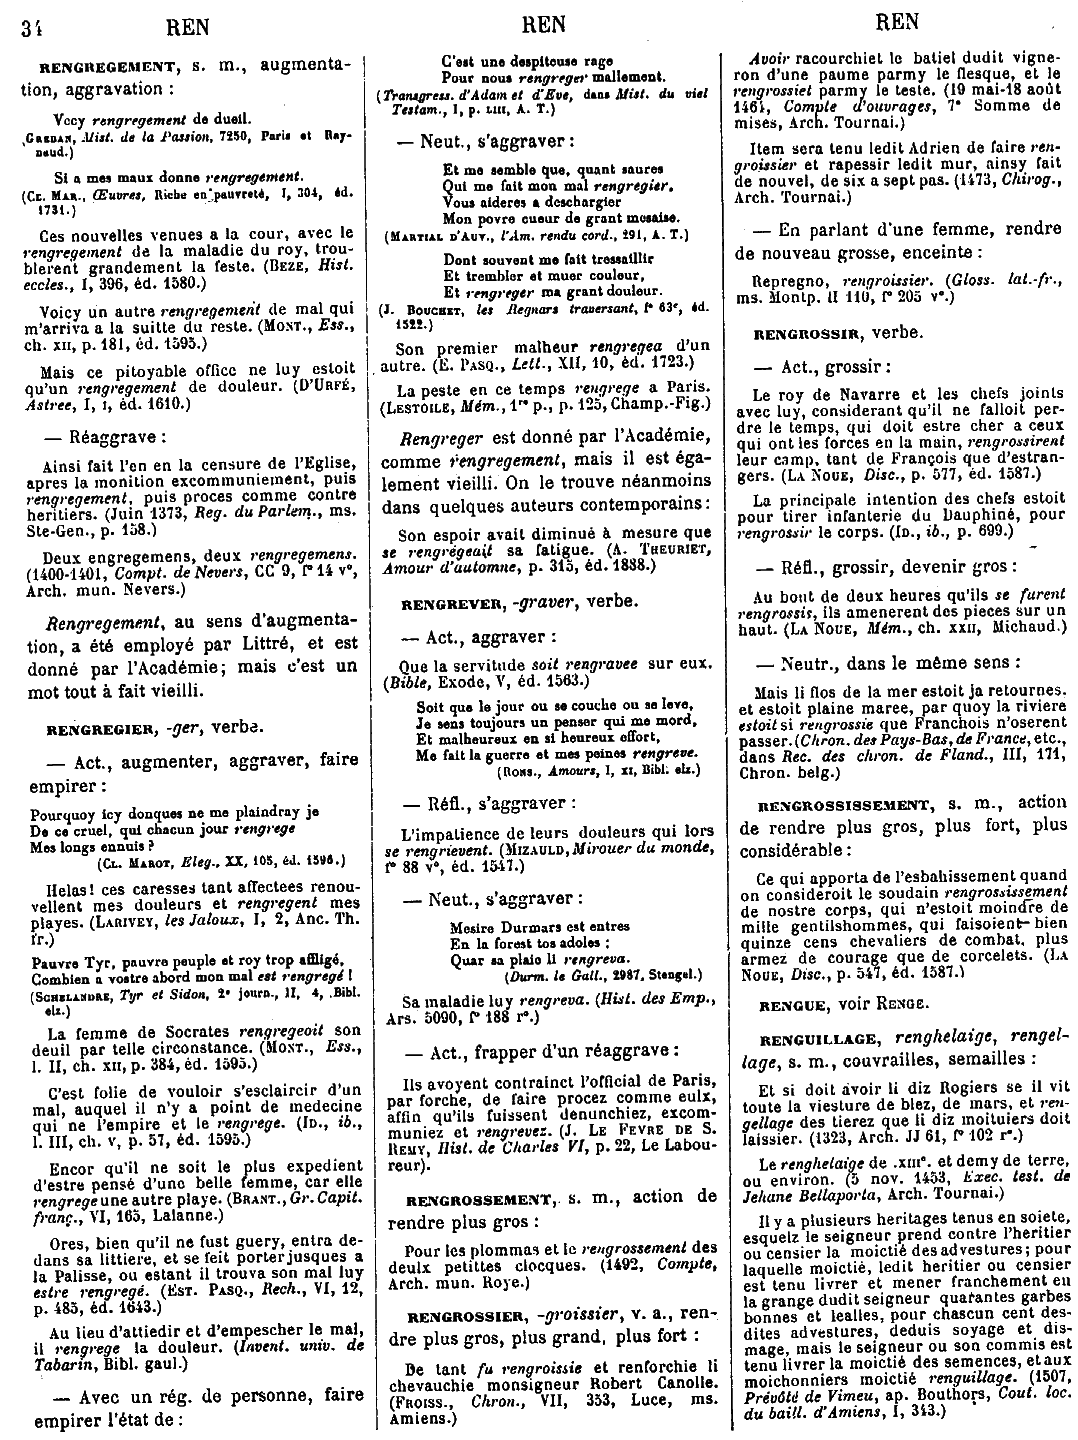 34 REN REN REN
RENGREGEMENT, s. m., augmenta-
tion, aggravation :
Vecy rengregement de dueil.
(GREBAN, Mist. de la Passion, 7250, Paris et Ray-
naud.)
Si a mes maux donne rengregement.
(CL. MAR., Œuvres, Riche en pauvreté, I, 304, éd.
1731.)
Ces nouvelles venues a la cour, avec le
rengregement de la maladie du roy, trou-
blerent grandement la feste. (BEZE, Hist.
eccles., I, 396, éd. 1580.)
Voicy un autre rengregement de mal qui
m'arriva a la suitte du reste. (MONT., Ess.,
ch. XII, p. 181, éd. 1595.)
Mais ce pitoyable office ne luy estoit
qu'un rengregement de douleur. (D'URFÉ,
Astree, I, I, éd. 1610.)
— Réaggrave :
Ainsi fait l'en en la censure de l'Eglise,
apres la monition excommuniement, puis
rengregement, puis proces comme contre
heritiers. (Juin 1373, Reg. du Parlem., ms.
Ste-Gen., p. 158.)
Deux engregemens, deux rengregemens.
(1400-1401, Compt. de Nevers, CC 9, f° 14 v°,
Arch. mun. Nevers.)
Rengregement, au sens d'augmenta-
tion, a été employé par Littré, et est
donné par l'Académie; mais c'est un
mot tout à fait vieilli.
RENGREGIER, -ger, verbe.
— Act., augmenter, aggraver, faire
empirer :
Pourquoy icy donques ne me plaindray je
De ce cruel, qui chacun jour rengrege
Mes longs ennuis ?
(CL. MAROT, Eleg., XX, 105, éd. 1596.)
Helas! ces caresses tant affectees renou-
vellent mes douleurs et rengregent mes
playes. (LARIVEY, les Jaloux, I, 2, Anc. Th.
fr.)
Pauvre Tyr, pauvre peuple et roy trop affligé,
Combien a vostre abord mon mal est rengregé !
(SCHELANDRE, Tyr et Sidon, 2e journ., II, 4, Bibl.
elz.)
La femme de Socrates rengregeoit son
deuil par telle circonstance. (MONT., Ess.,
l. II, ch. XII, p. 384, éd. 1595.)
C'est folie de vouloir s'esclaircir d'un
mal, auquel il n'y a point de medecine
qui ne l'empire et le rengrege. (ID., ib.,
l. III, ch. V, p. 57, éd. 1595.)
Encor qu'il ne soit le plus expedient
d'estre pensé d'une belle femme, car elle
rengrege une autre playe. (BRANT., Gr. Capit.
franç., VI, 165, Lalanne.)
Ores, bien qu'il ne fust guery, entra de-
dans sa littiere, et se feit porter jusques a
la Palisse, ou estant il trouva son mal luy
estre rengregé. (EST. PASQ., Rech., VI, 12,
p. 485, éd. 1643.)
Au lieu d'attiedir et d'empescher le mal,
il rengrege la douleur. (Invent. univ. de
Tabarin, Bibl. gaul.)
— Avec un rég. de personne, faire
empirer l'état de :
C'est une despiteuse rage
Pour nous rengreger mallement.
(Transgress. d'Adam et d'Eve, dans Mist. du viel
Testam., I, p. LIII, A. T.)
— Neut., s'aggraver :
Et me semble que, quant saures
Qui me fait mon mal rengregier,
Vous aideres a deschargier
Mon povre cueur de grant mesaise.
(MARTIAL D'AUV., l'Am. rendu cord., 291, A. T.)
Dont souvent me fait tressaillir
Et trembler et muer couleur,
Et rengreger ma grant douleur.
(J. BOUCHET, les Regnars traversant, f° 63c, éd.
1522.)
Son premier malheur rengregea d'un
autre. (E. PASQ., Lett., XII, 10, éd. 1723.)
La peste en ce temps rengrege a Paris.
(LESTOILE, Mém., 1re p., p. 125, Champ.-Fig.)
Rengreger est donné par l'Académie,
comme rengregement, mais il est éga-
lement vieilli. On le trouve néanmoins
dans quelques auteurs contemporains :
Son espoir avait diminué à mesure que
se rengrégeait sa fatigue. (A. THEURIET,
Amour d'automne, p. 315, éd. 1888.)
RENGREVER, -graver, verbe.
— Act., aggraver :
Que la servitude soit rengravee sur eux.
(Bible, Exode, V, éd. 1563.)
Soit que le jour ou se couche ou se leve,
Je sens toujours un penser qui me mord,
Et malheureux en si heureux effort,
Me fait la guerre et mes peines rengreve.
(RONS., Amours, I, XI, Bibl. elz.)
— Réfl., s'aggraver :
L'impatience de leurs douleurs qui lors
se rengrievent. (MIZAULD, Mirouer du monde,
f° 88 v°, éd. 1547.)
— Neut., s'aggraver :
Mesire Durmars est entres
En la forest tos adoles :
Quar sa plaie li rengreva.
(Durm. le Gall., 2987, Stengel.)
Sa maladie luy rengreva. (Hist. des Emp.,
Ars. 5090, f° 188 r°.)
— Act., frapper d'un réaggrave :
Ils avoyent contrainct l'official de Paris,
par forche, de faire procez comme eulx,
affin qu'ils fuissent denunchiez, excom-
muniez et rengrevez. (J. LE FEVRE DE S.
REMY, Hist. de Charles VI, p. 22, Le Labou-
reur).
RENGROSSEMENT, s. m., action de
rendre plus gros :
Pour les plommas et le rengrossement des
deulx petittes clocques. (1492, Compte,
Arch. mun. Roye.)
RENGROSSIER, -groissier, v. a., ren-
dre plus gros, plus grand, plus fort :
De tant fu rengroissie et renforchie li
chevauchie monsigneur Robert Canolle.
(FROISS., Chron., VII, 353, Luce, ms.
Amiens.)
Avoir racourchiet le batiel dudit vigne-
ron d'une paume parmy le flesque, et le
rengrossiet parmy le teste. (19 mai-18 août
1461, Compte d'ouvrages, 7e Somme de
mises, Arch. Tournai.)
Item sera tenu ledit Adrien de faire ren-
groissier et rapessir ledit mur, ainsy fait
de nouvel, de six a sept pas. (1473, Chirog.,
Arch. Tournai.)
— En parlant d'une femme, rendre
de nouveau grosse, enceinte :
Repregno, rengroissier. (Gloss. lat.-fr.,
ms. Montp. II 110, f° 205 v°.)
RENGROSSIR, verbe.
— Act., grossir :
Le roy de Navarre et les chefs joints
avec luy, considerant qu'il ne falloit per-
dre le temps, qui doit estre cher a ceux
qui ont les forces en la main, rengrossirent
leur camp, tant de François que d'estran-
gers. (LA NOUE, Disc., p. 577, éd. 1587.)
La principale intention des chefs estoit
pour tirer infanterie du Dauphiné, pour
rengrossir le corps. (ID., ib., p. 699.)
— Réfl., grossir, devenir gros :
Au bout de deux heures qu'ils se furent
rengrossis, ils amenerent des pieces sur un
haut. (LA NOUE, Mém., ch. XXII, Michaud.)
— Neutr., dans le même sens :
Mais li flos de la mer estoit ja retournes,
et estoit plaine maree, par quoy la riviere
estoit si rengrossie que Franchois n'oserent
passer. (Chron. des Pays-Bas, de France, etc.,
dans Rec. des chron. de Fland., III, 171,
Chron. belg.)
RENGROSSISSEMENT, s. m., action
de rendre plus gros, plus fort, plus
considérable :
Ce qui apporta de l'esbahissement quand
on consideroit le soudain rengrossissement
de nostre corps, qui n'estoit moindre de
mille gentilshommes, qui faisoient bien
quinze cens chevaliers de combat, plus
armez de courage que de corcelets. (LA
NOUE, Disc., p. 547, éd. 1587.)
RENGUE, voir RENGE.
RENGUILLAGE, renghelaige, rengel-
lage, s. m., couvrailles, semailles :
Et si doit avoir li diz Rogiers se il vit
toute la viesture de blez, de mars, et ren-
gellage des tierez que li diz moituiers doit
laissier. (1323, Arch. JJ 61, f° 102 r°.)
Le renghelaige de .XIIIe. et demy de terre,
ou environ. (5 nov. 1453, Exec. test. de
Jehane Bellaporta, Arch. Tournai.)
Il y a plusieurs heritages tenus en soiete,
esquelz le seigneur prend contre l'heritier
ou censier la moictié des advestures; pour
laquelle moictié, ledit heritier ou censier
est tenu livrer et mener franchement en
la grange dudit seigneur quarantes garbes
bonnes et lealles, pour chascun cent des-
dites advestures, deduis soyage et dis-
mage, mais le seigneur ou son commis est
tenu livrer la moictié des semences, et aux
moichonniers moictié renguillage. (1507,
Prévôté de Vimeu, ap. Bouthors, Cout. loc.
du baill. d'Amiens, I, 343.)